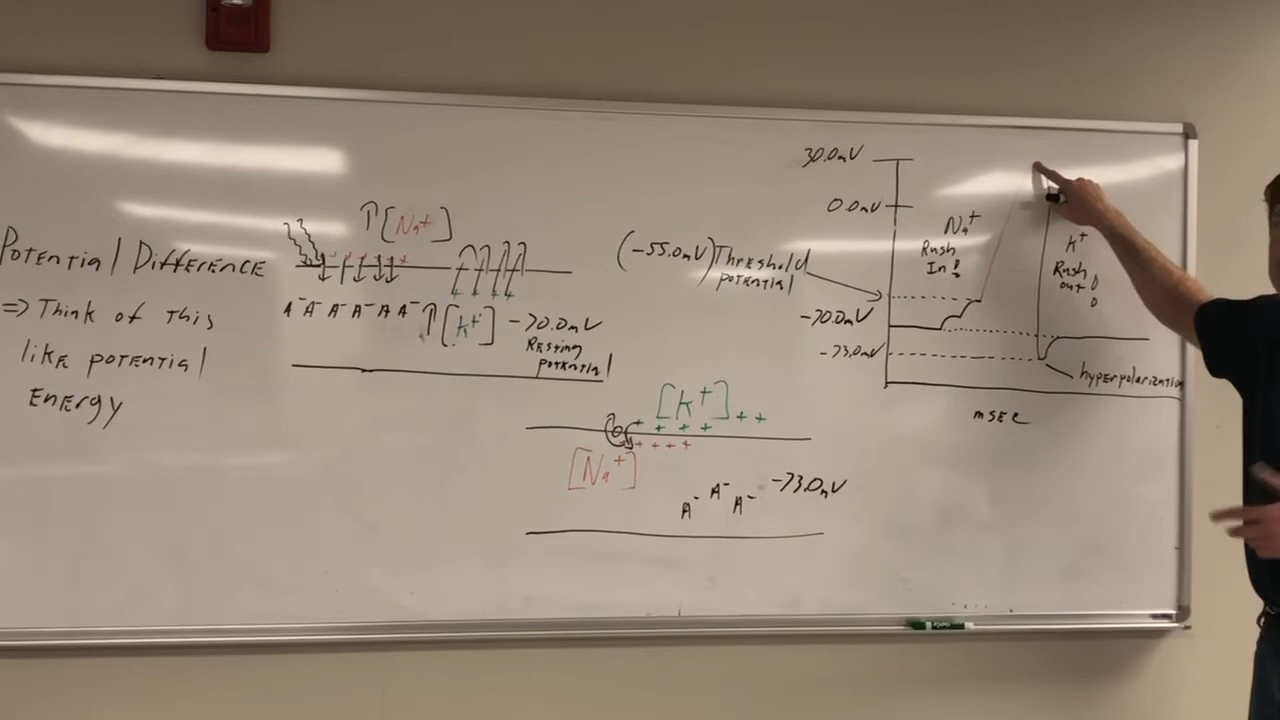 Potential Difference
=> Think of this
like potential
Energy
↑[Na+]
+ + + + +
A- A- A- A- A A-
↑[K+]
+ + + +
-70.0mV
Resting
potential
[K+] + +
+ + + +
+ + + +
[Na+]
A- A- A-
-73.0mV
(-55.0mV) Threshold
potential
30.0mV
0.0mV
-70.0mV
-73.0mV
Na+
Rush
In!
K+
Rush
out!
hyperpolarization
msec